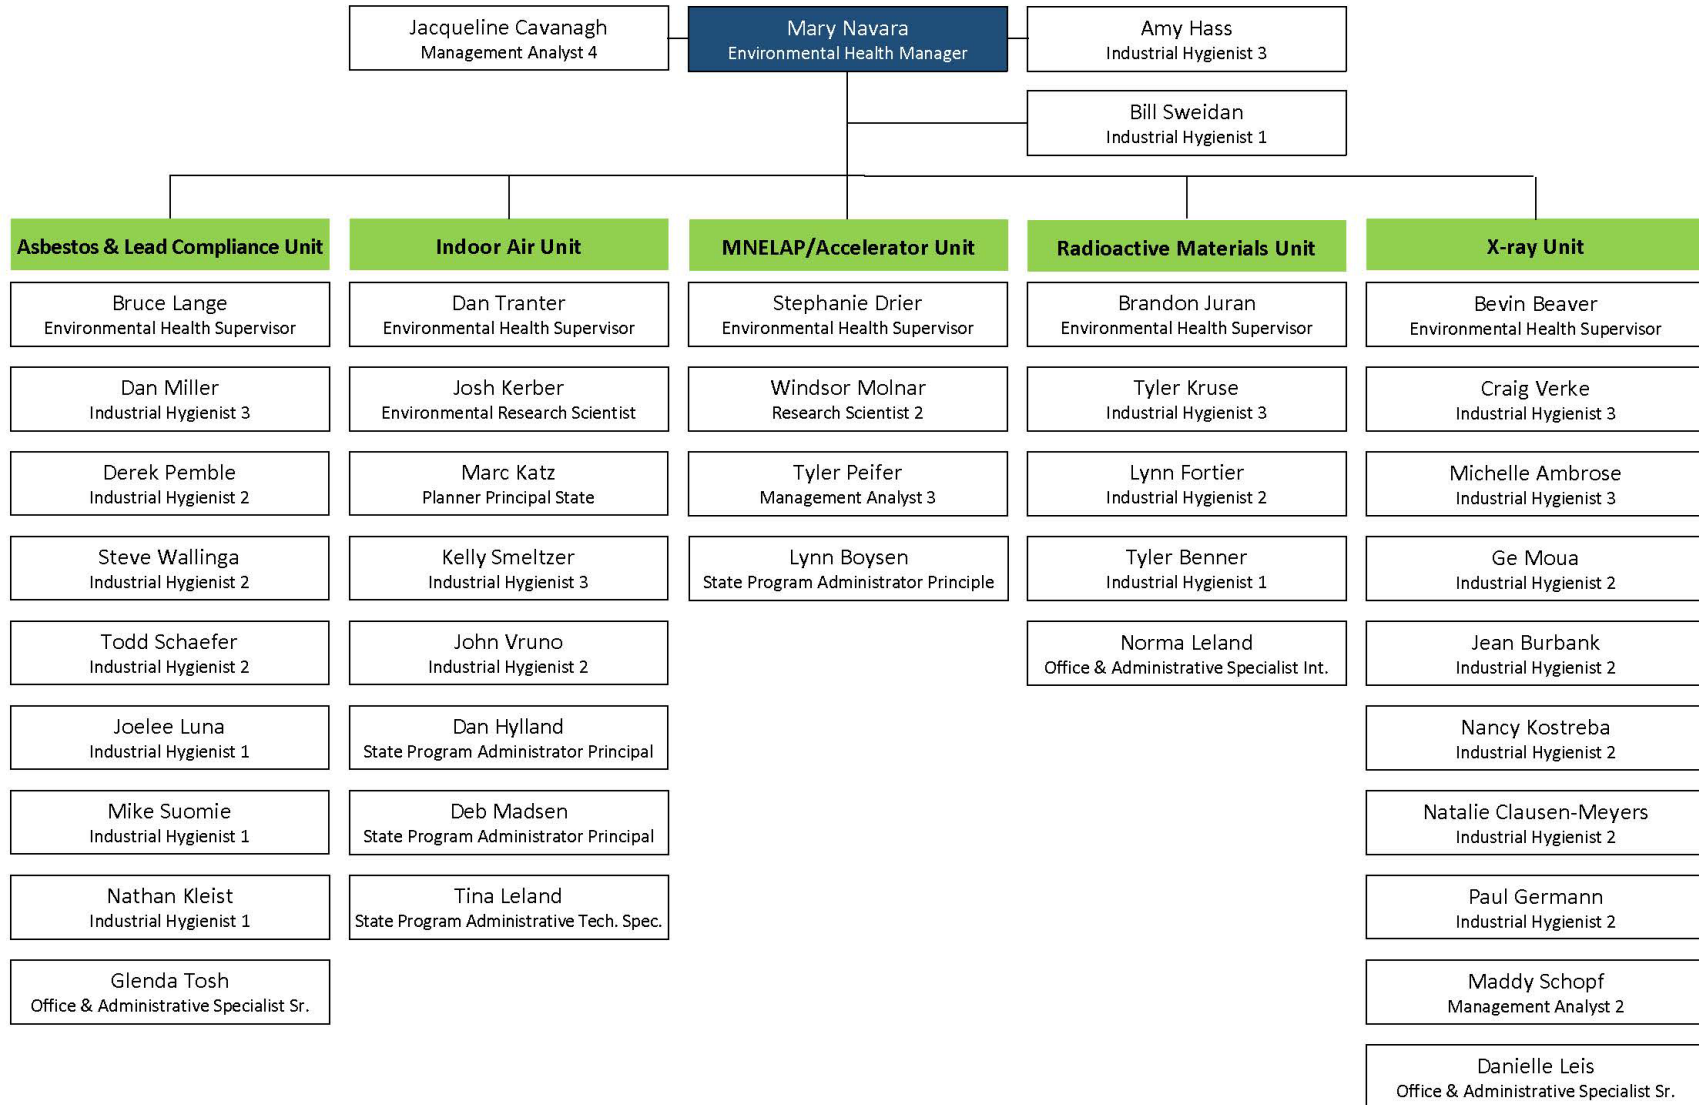 Jacqueline Cavanagh
Management Analyst 4
Mary Navara
Environmental Health Manager
Amy Hass
Industrial Hygienist 3
Bill Sweidan
Industrial Hygienist 1
Asbestos & Lead Compliance Unit
Bruce Lange
Environmental Health Supervisor
Dan Miller
Industrial Hygienist 3
Derek Pemble
Industrial Hygienist 2
Steve Wallinga
Industrial Hygienist 2
Todd Schaefer
Industrial Hygienist 2
Joelee Luna
Industrial Hygienist 1
Mike Suomie
Industrial Hygienist 1
Nathan Kleist
Industrial Hygienist 1
Glenda Tosh
Office & Administrative Specialist Sr.
Indoor Air Unit
Dan Tranter
Environmental Health Supervisor
Josh Kerber
Environmental Research Scientist
Marc Katz
Planner Principal State
Kelly Smeltzer
Industrial Hygienist 3
John Vruno
Industrial Hygienist 2
Dan Hylland
State Program Administrator Principal
Deb Madsen
State Program Administrator Principal
Tina Leland
State Program Administrative Tech. Spec.
MNELAP/Accelerator Unit
Stephanie Drier
Environmental Health Supervisor
Windsor Molnar
Research Scientist 2
Tyler Peifer
Management Analyst 3
Lynn Boysen
State Program Administrator Principle
Radioactive Materials Unit
Brandon Juran
Environmental Health Supervisor
Tyler Kruse
Industrial Hygienist 3
Lynn Fortier
Industrial Hygienist 2
Tyler Benner
Industrial Hygienist 1
Norma Leland
Office & Administrative Specialist Int.
X-ray Unit
Bevin Beaver
Environmental Health Supervisor
Craig Verke
Industrial Hygienist 3
Michelle Ambrose
Industrial Hygienist 3
Ge Moua
Industrial Hygienist 2
Jean Burbank
Industrial Hygienist 2
Nancy Kostreba
Industrial Hygienist 2
Natalie Clausen-Meyers
Industrial Hygienist 2
Paul Germann
Industrial Hygienist 2
Maddy Schopf
Management Analyst 2
Danielle Leis
Office & Administrative Specialist Sr.